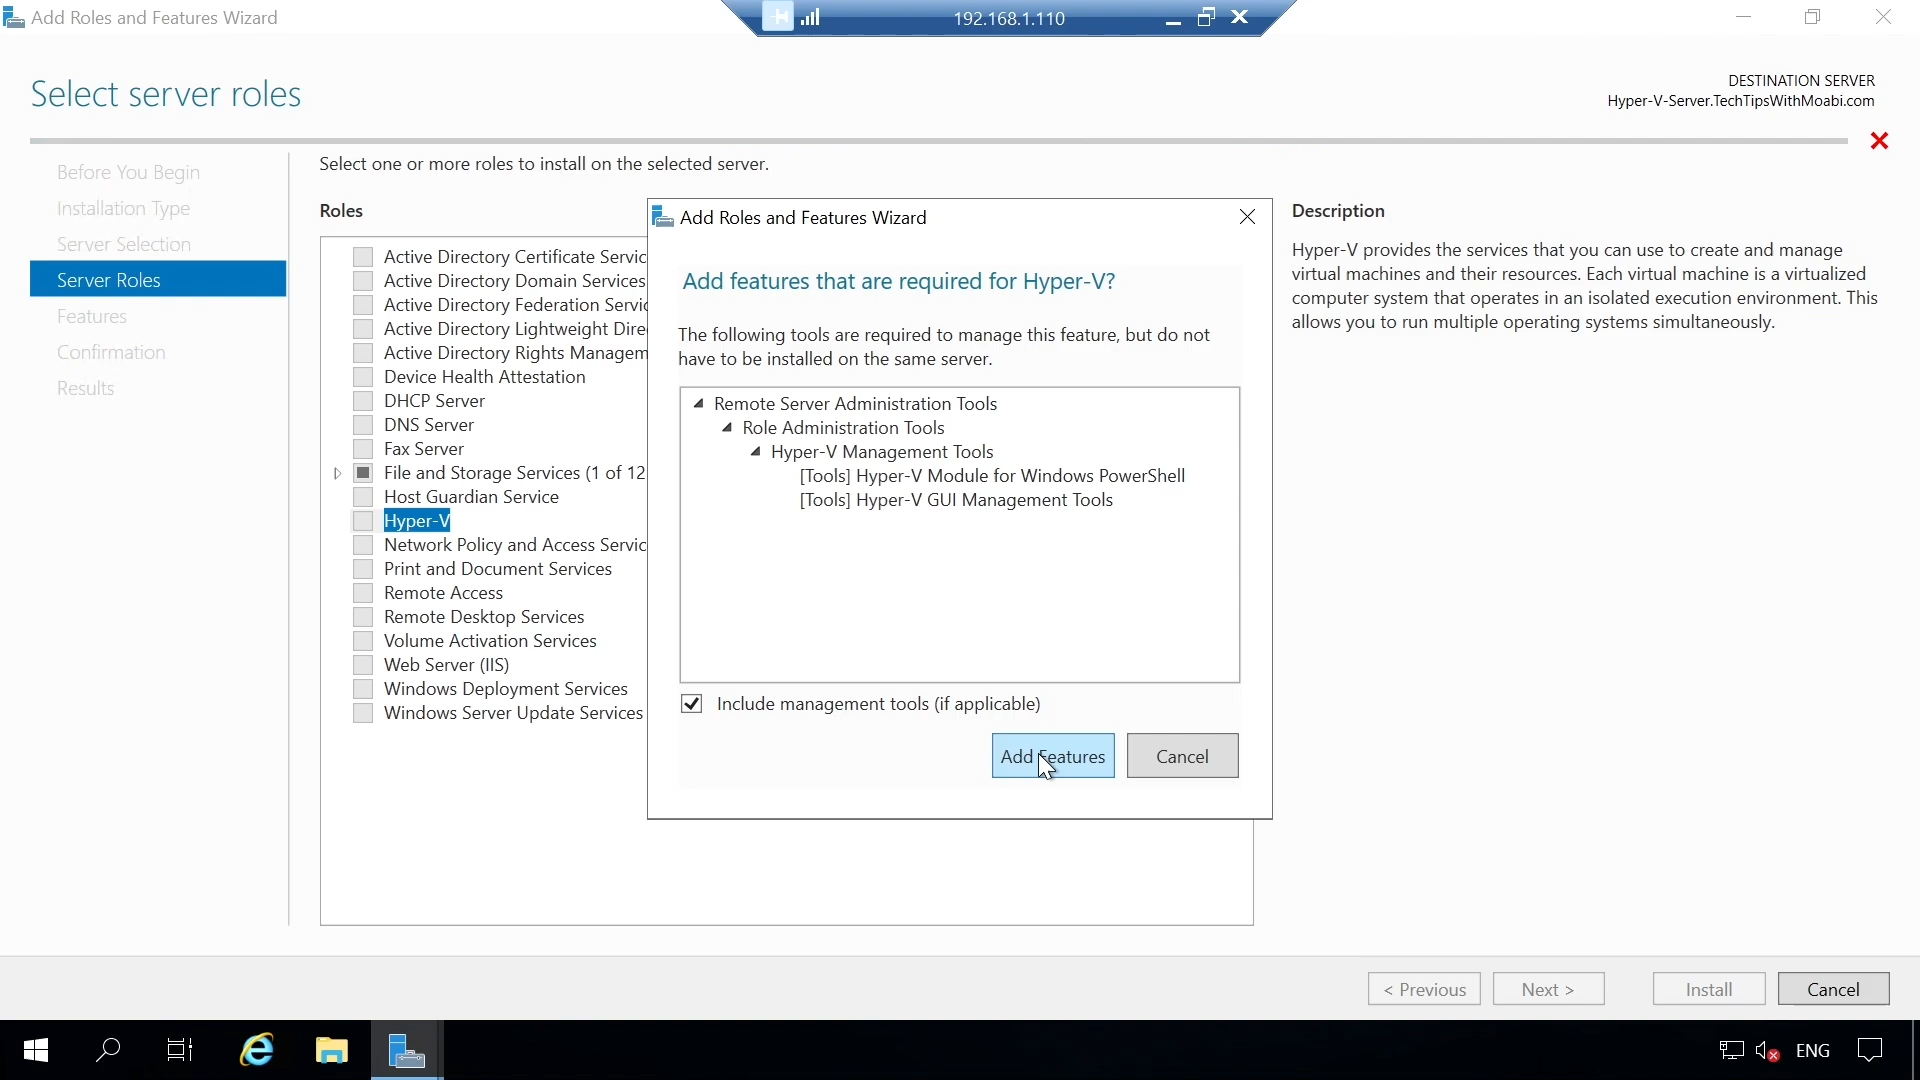 Add Roles and Features Wizard
192.168.1.110
Select server roles
DESTINATION SERVER
Hyper-V-Server.TechTipsWithMoabi.com
Before You Begin
Installation Type
Server Selection
Server Roles
Features
Confirmation
Results
Select one or more roles to install on the selected server.
Roles
Active Directory Certificate Servic
Active Directory Domain Services
Active Directory Federation Servic
Active Directory Lightweight Dire
Active Directory Rights Managem
Device Health Attestation
DHCP Server
DNS Server
Fax Server
File and Storage Services (1 of 12
Host Guardian Service
Hyper-V
Network Policy and Access Servic
Print and Document Services
Remote Access
Remote Desktop Services
Volume Activation Services
Web Server (IIS)
Windows Deployment Services
Windows Server Update Services
Add Roles and Features Wizard
Add features that are required for Hyper-V?
The following tools are required to manage this feature, but do not
have to be installed on the same server.
Remote Server Administration Tools
Role Administration Tools
Hyper-V Management Tools
[Tools] Hyper-V Module for Windows PowerShell
[Tools] Hyper-V GUI Management Tools
Include management tools (if applicable)
Add Features
Cancel
Description
Hyper-V provides the services that you can use to create and manage
virtual machines and their resources. Each virtual machine is a virtualized
computer system that operates in an isolated execution environment. This
allows you to run multiple operating systems simultaneously.
< Previous
Next >
Install
Cancel
ENG